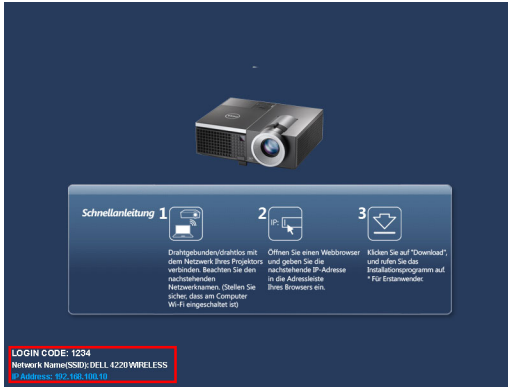 DELL
Schnellanleitung
1
Drahtgebunden/drahtlos mit
dem Netzwerk Ihres Projektors
verbinden. Beachten Sie den
nachstehenden
Netzwerknamen. (Stellen Sie
sicher, dass am Computer
Wi-Fi eingeschaltet ist)
2
IP:
Öffnen Sie einen Webbrowser
und geben Sie die
nachstehende IP-Adresse
in die Adressleiste
Ihres Browsers ein.
3
Klicken Sie auf "Download",
und rufen Sie das
Installationsprogramm auf.
* Für Erstanwender.
LOGIN CODE: 1234
Network Name(SSID): DELL 4220 WIRELESS
IP Address: 192.168.100.10